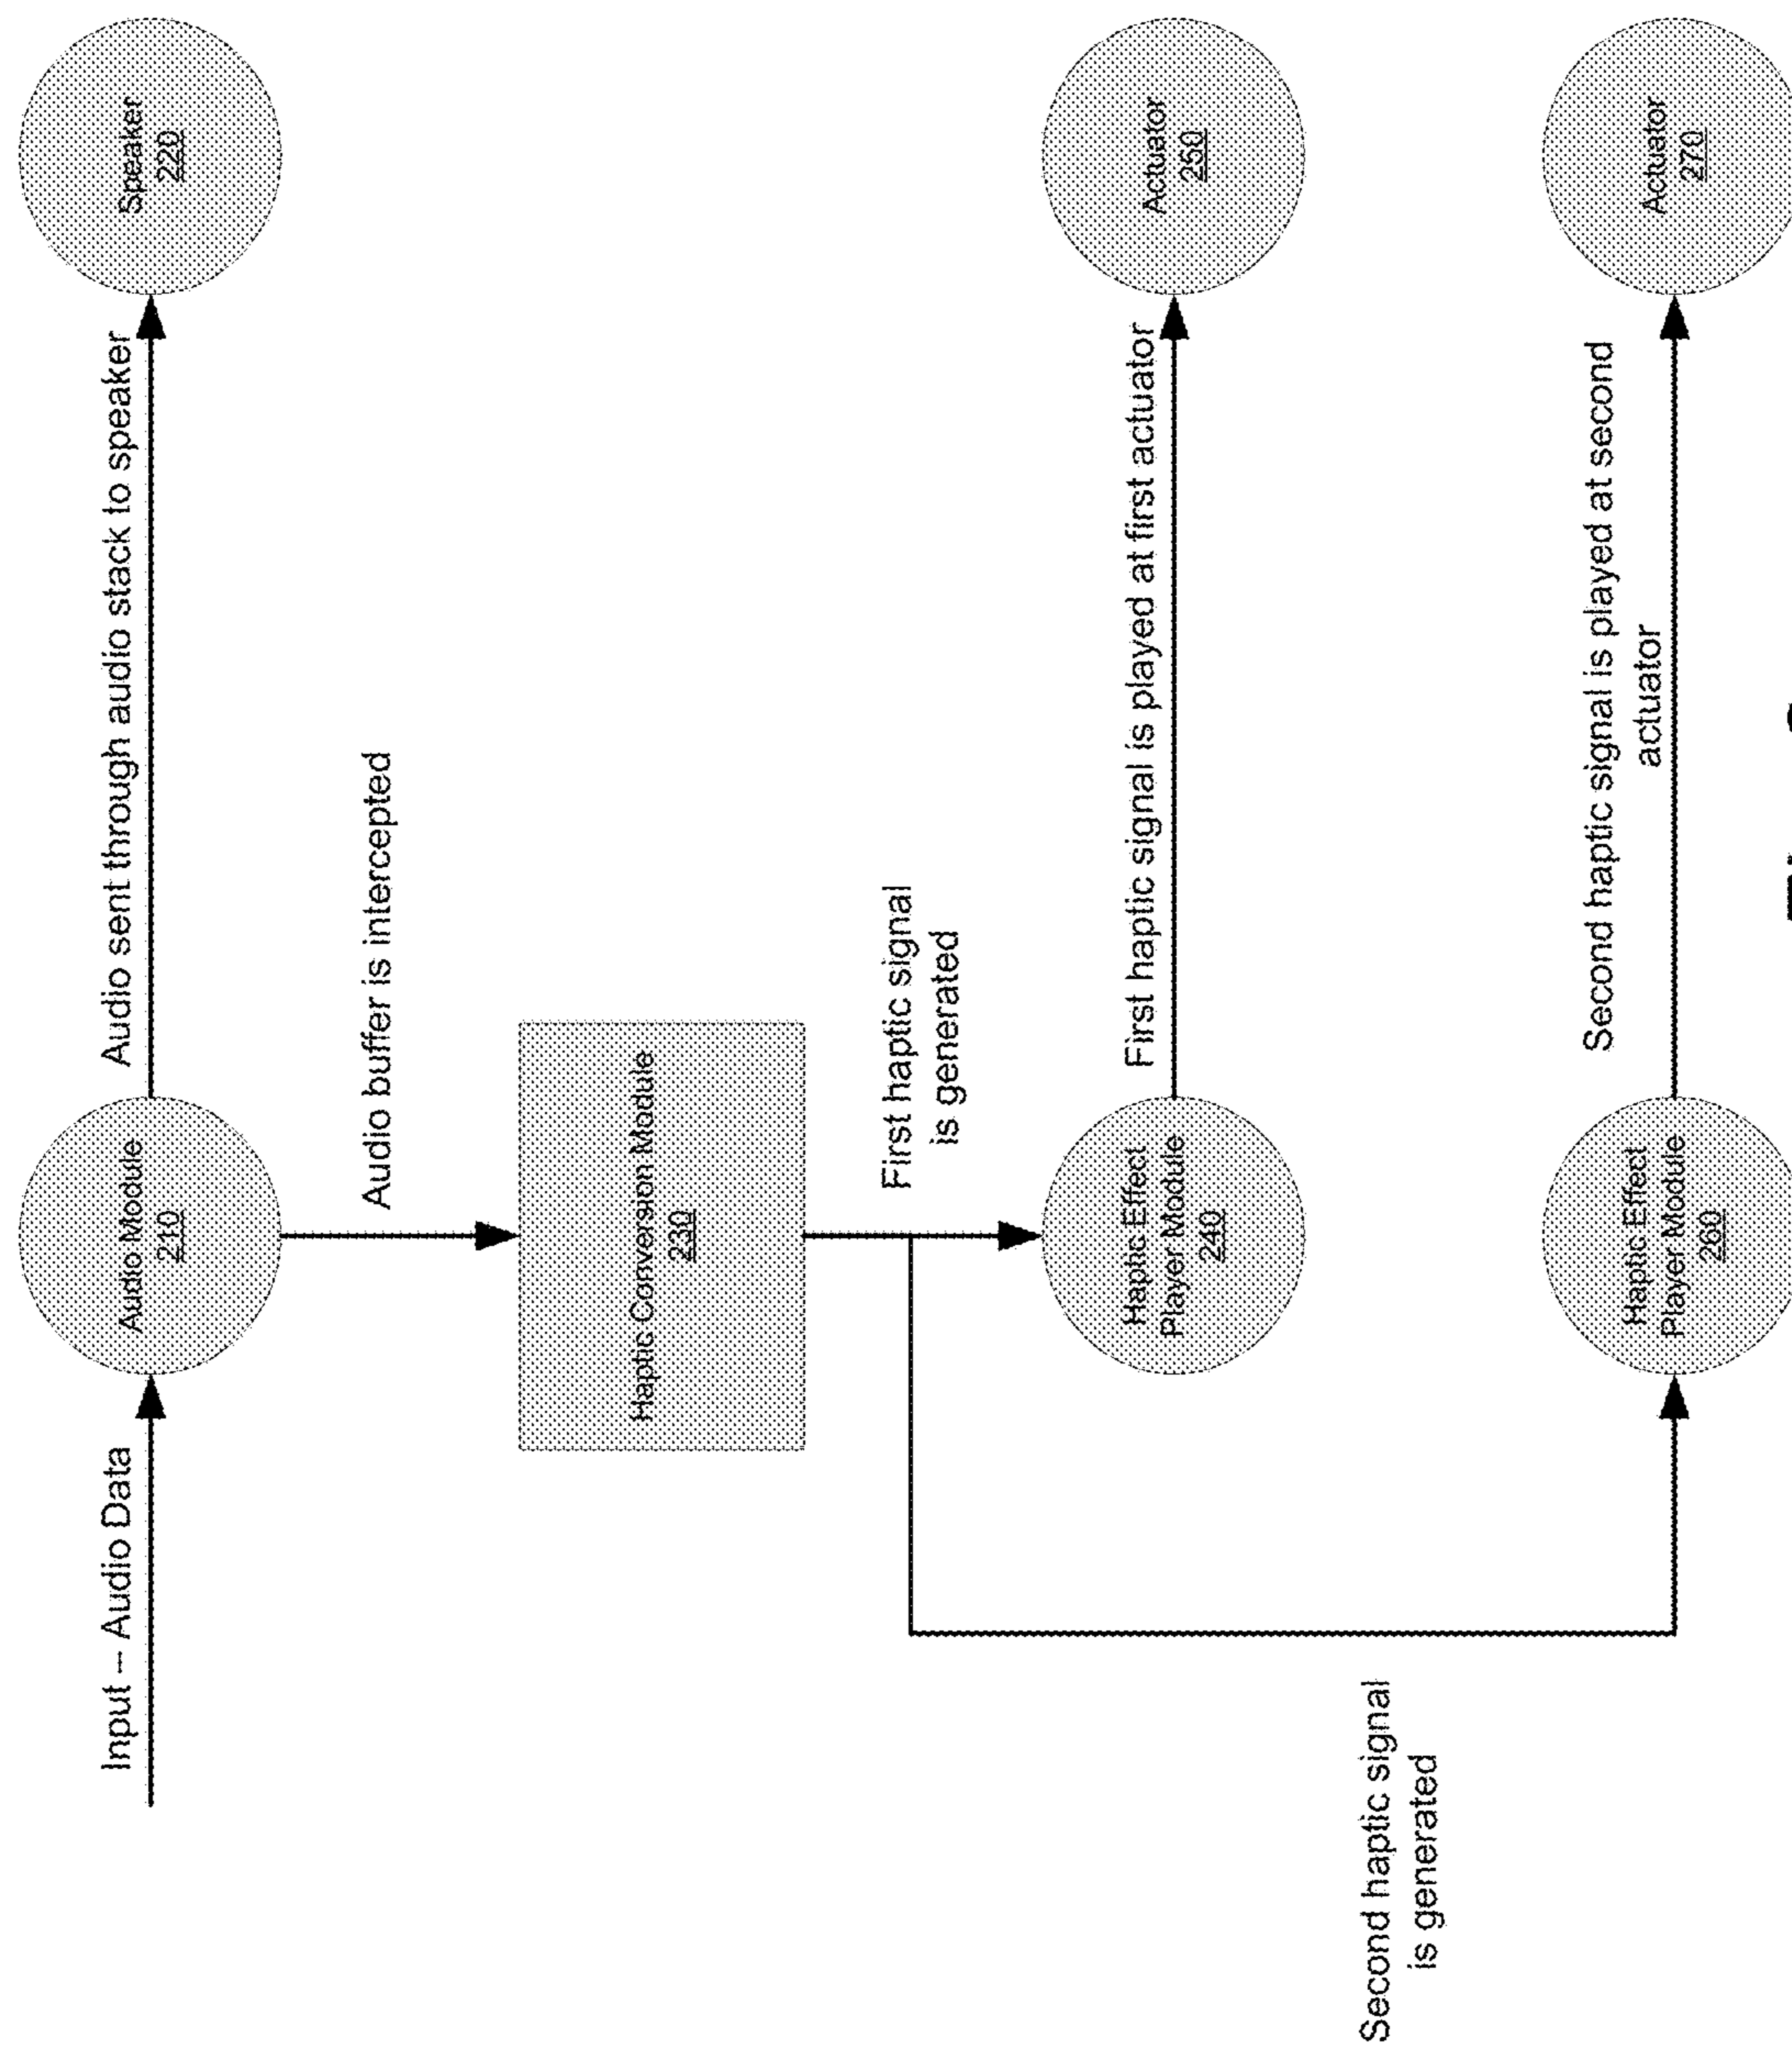 Input – Audio Data
Audio Module
210
Audio sent through audio stack to speaker
Speaker
220
Audio buffer is intercepted
Haptic Conversion Module
230
First haptic signal
is generated
Haptic Effect
Player Module
240
First haptic signal is played at first actuator
Actuator
250
Second haptic signal
is generated
Haptic Effect
Player Module
260
Second haptic signal is played at second
actuator
Actuator
270